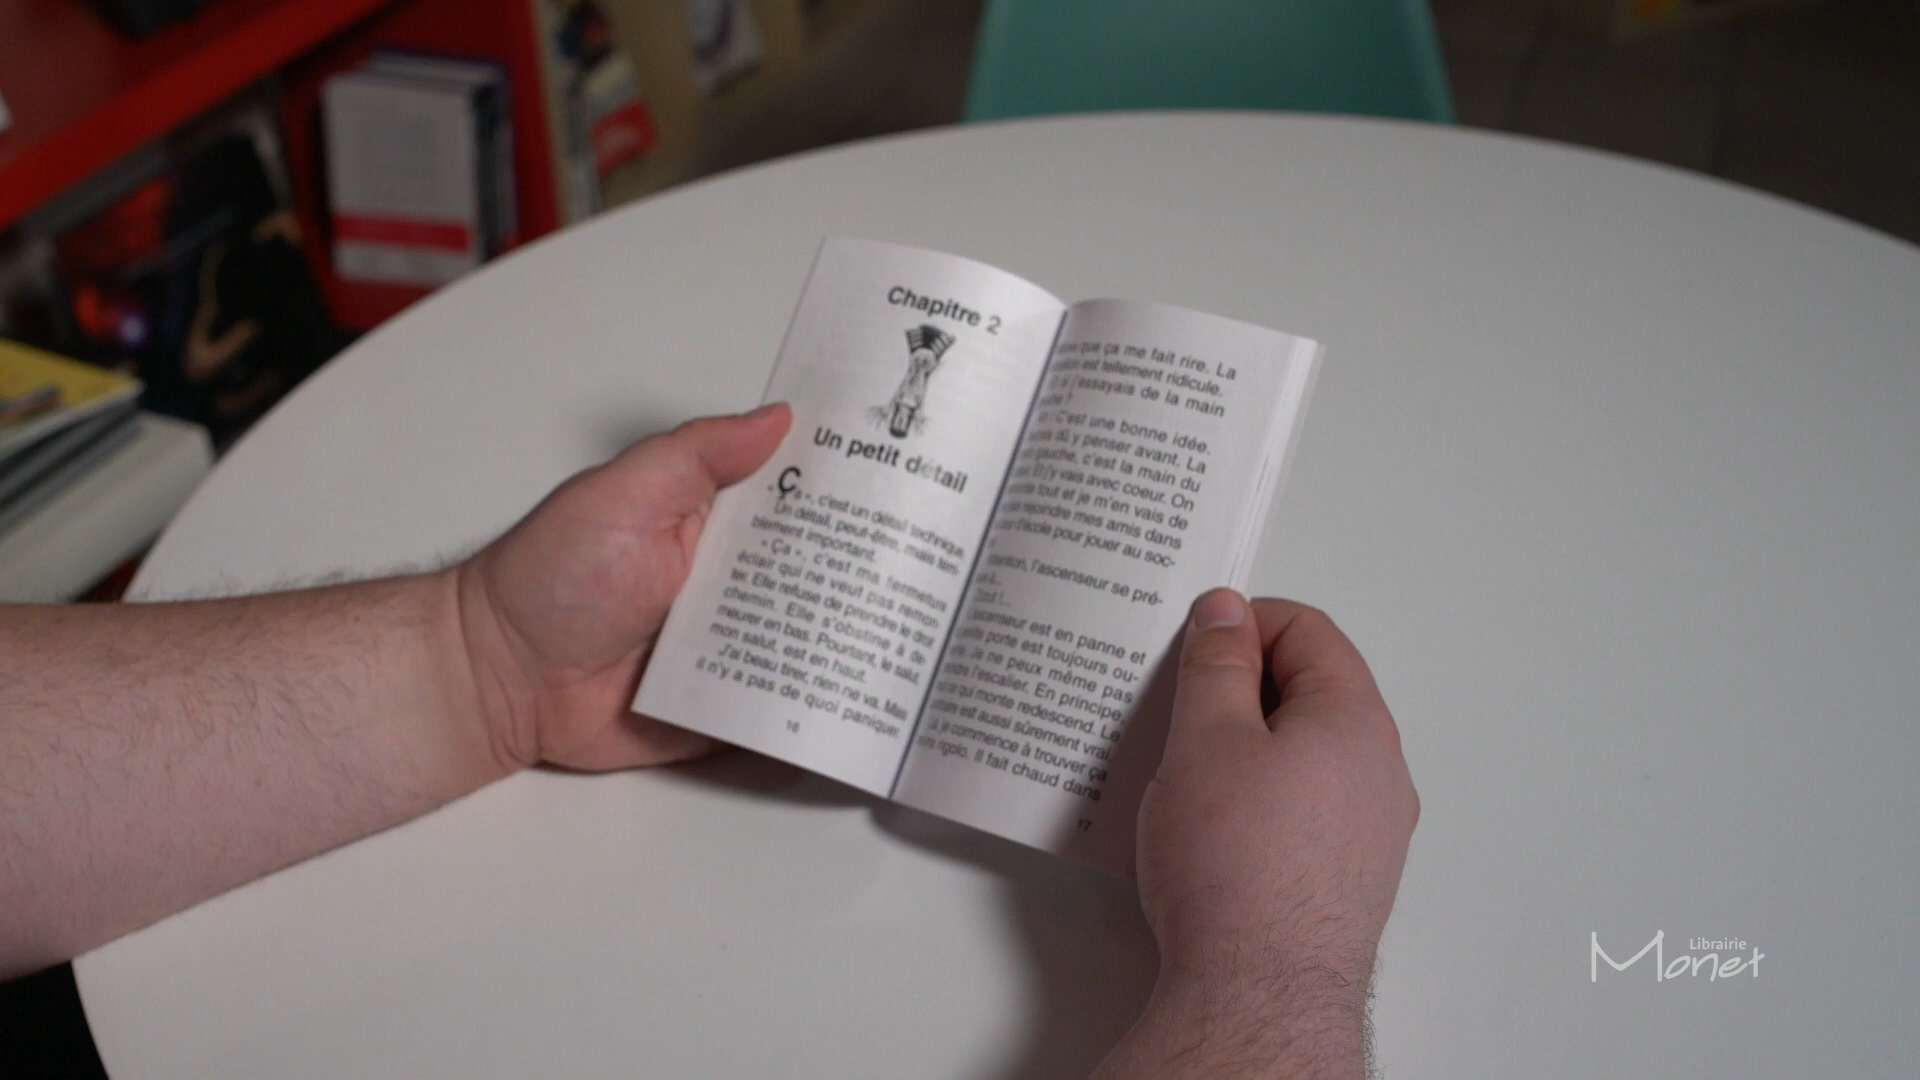 Chapitre 2
Un petit détail
« Ça », c'est un détail technique.
Un détail, peut-être, mais terri-
blement important.
« Ça », c'est ma fermeture
éclair qui ne veut pas remon-
ter. Elle refuse de prendre le droit
chemin. Elle s'obstine à de-
meurer en bas. Pourtant, le salut,
mon salut, est en haut.
J'ai beau tirer, rien ne va. Mais
il n'y a pas de quoi paniquer.
16
que ça me fait rire. La
est tellement ridicule.
si j'essayais de la main
?
! C'est une bonne idée.
dû y penser avant. La
gauche, c'est la main du
Et j'y vais avec coeur. On
tout et je m'en vais de
rejoindre mes amis dans
d'école pour jouer au soc-
l'ascenseur se pré-
est en panne et
porte est toujours ou-
Je ne peux même pas
l'escalier. En principe,
qui monte redescend. Le
est aussi sûrement vrai.
je commence à trouver ça
rigolo. Il fait chaud dans
17
Librairie
Monet